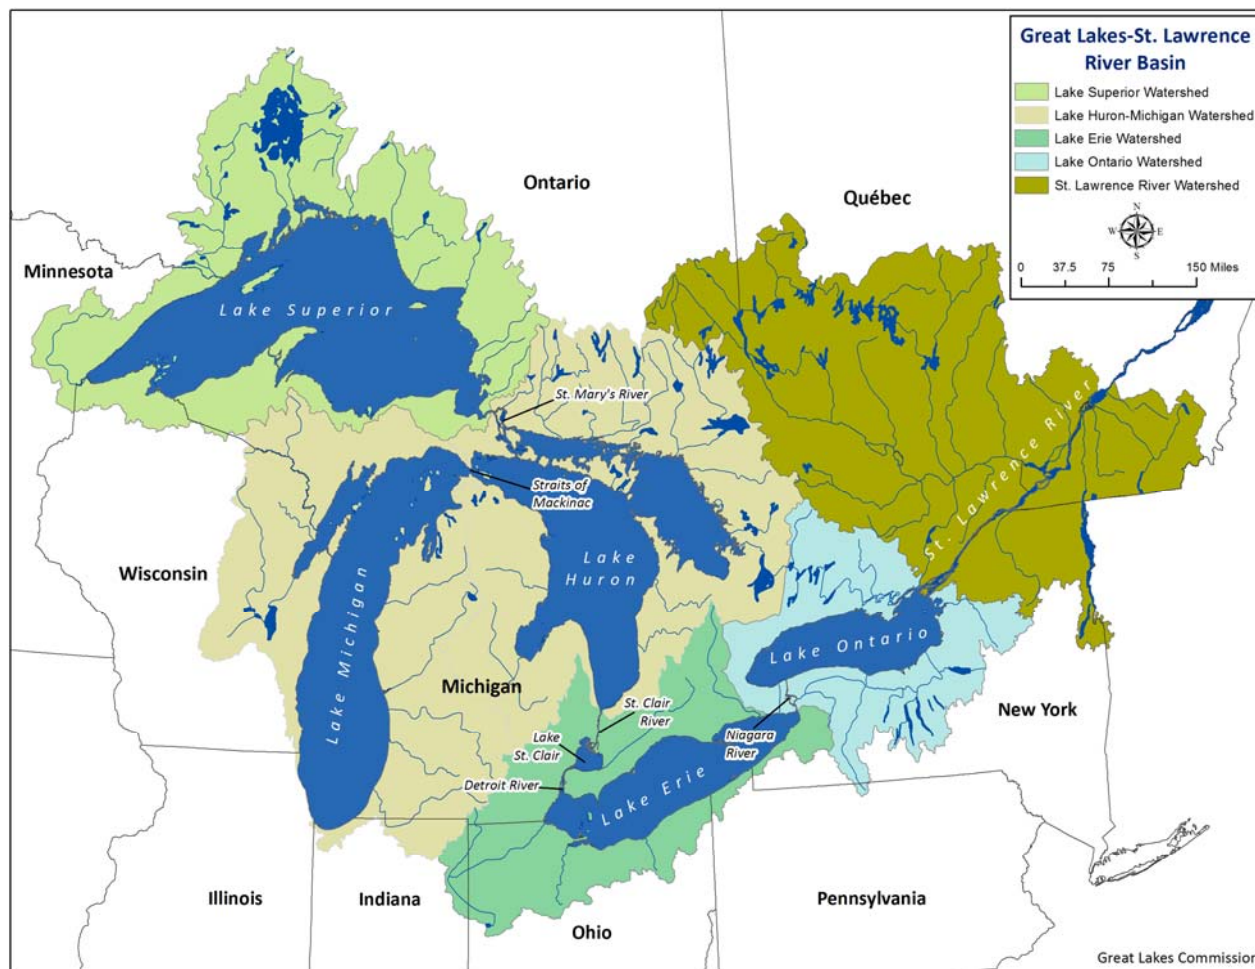 Great Lakes-St. Lawrence
River Basin
Lake Superior Watershed
Lake Huron-Michigan Watershed
Lake Erie Watershed
Lake Ontario Watershed
St. Lawrence River Watershed
N
W E
S
0 37.5 75 150 Miles
Ontario
Québec
Minnesota
Lake Superior
St. Mary's River
Straits of
Mackinac
St. Lawrence River
Wisconsin
Lake
Huron
Lake Michigan
Lake Ontario
Michigan
St. Clair
River
New York
Lake
St. Clair
Niagara
River
Detroit River
Lake Erie
Illinois
Indiana
Ohio
Pennsylvania
Great Lakes Commission